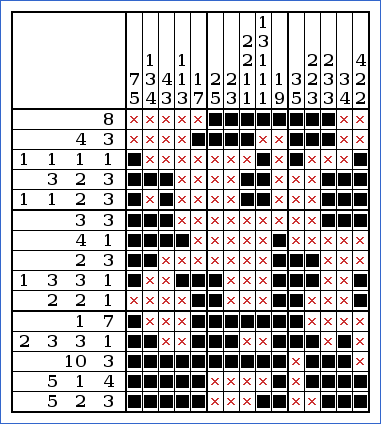 1
2 3
1 1 2 1 2 2 4
7 3 4 1 1 2 2 1 1 1 3 2 3 3 2
5 4 3 3 7 5 3 1 1 9 5 3 3 4 2
8
4 3
1 1 1 1
3 2 3
1 1 2 3
3 3
4 1
2 3
1 3 3 1
2 2 1
1 7
2 3 3 1
10 3
5 1 4
5 2 3